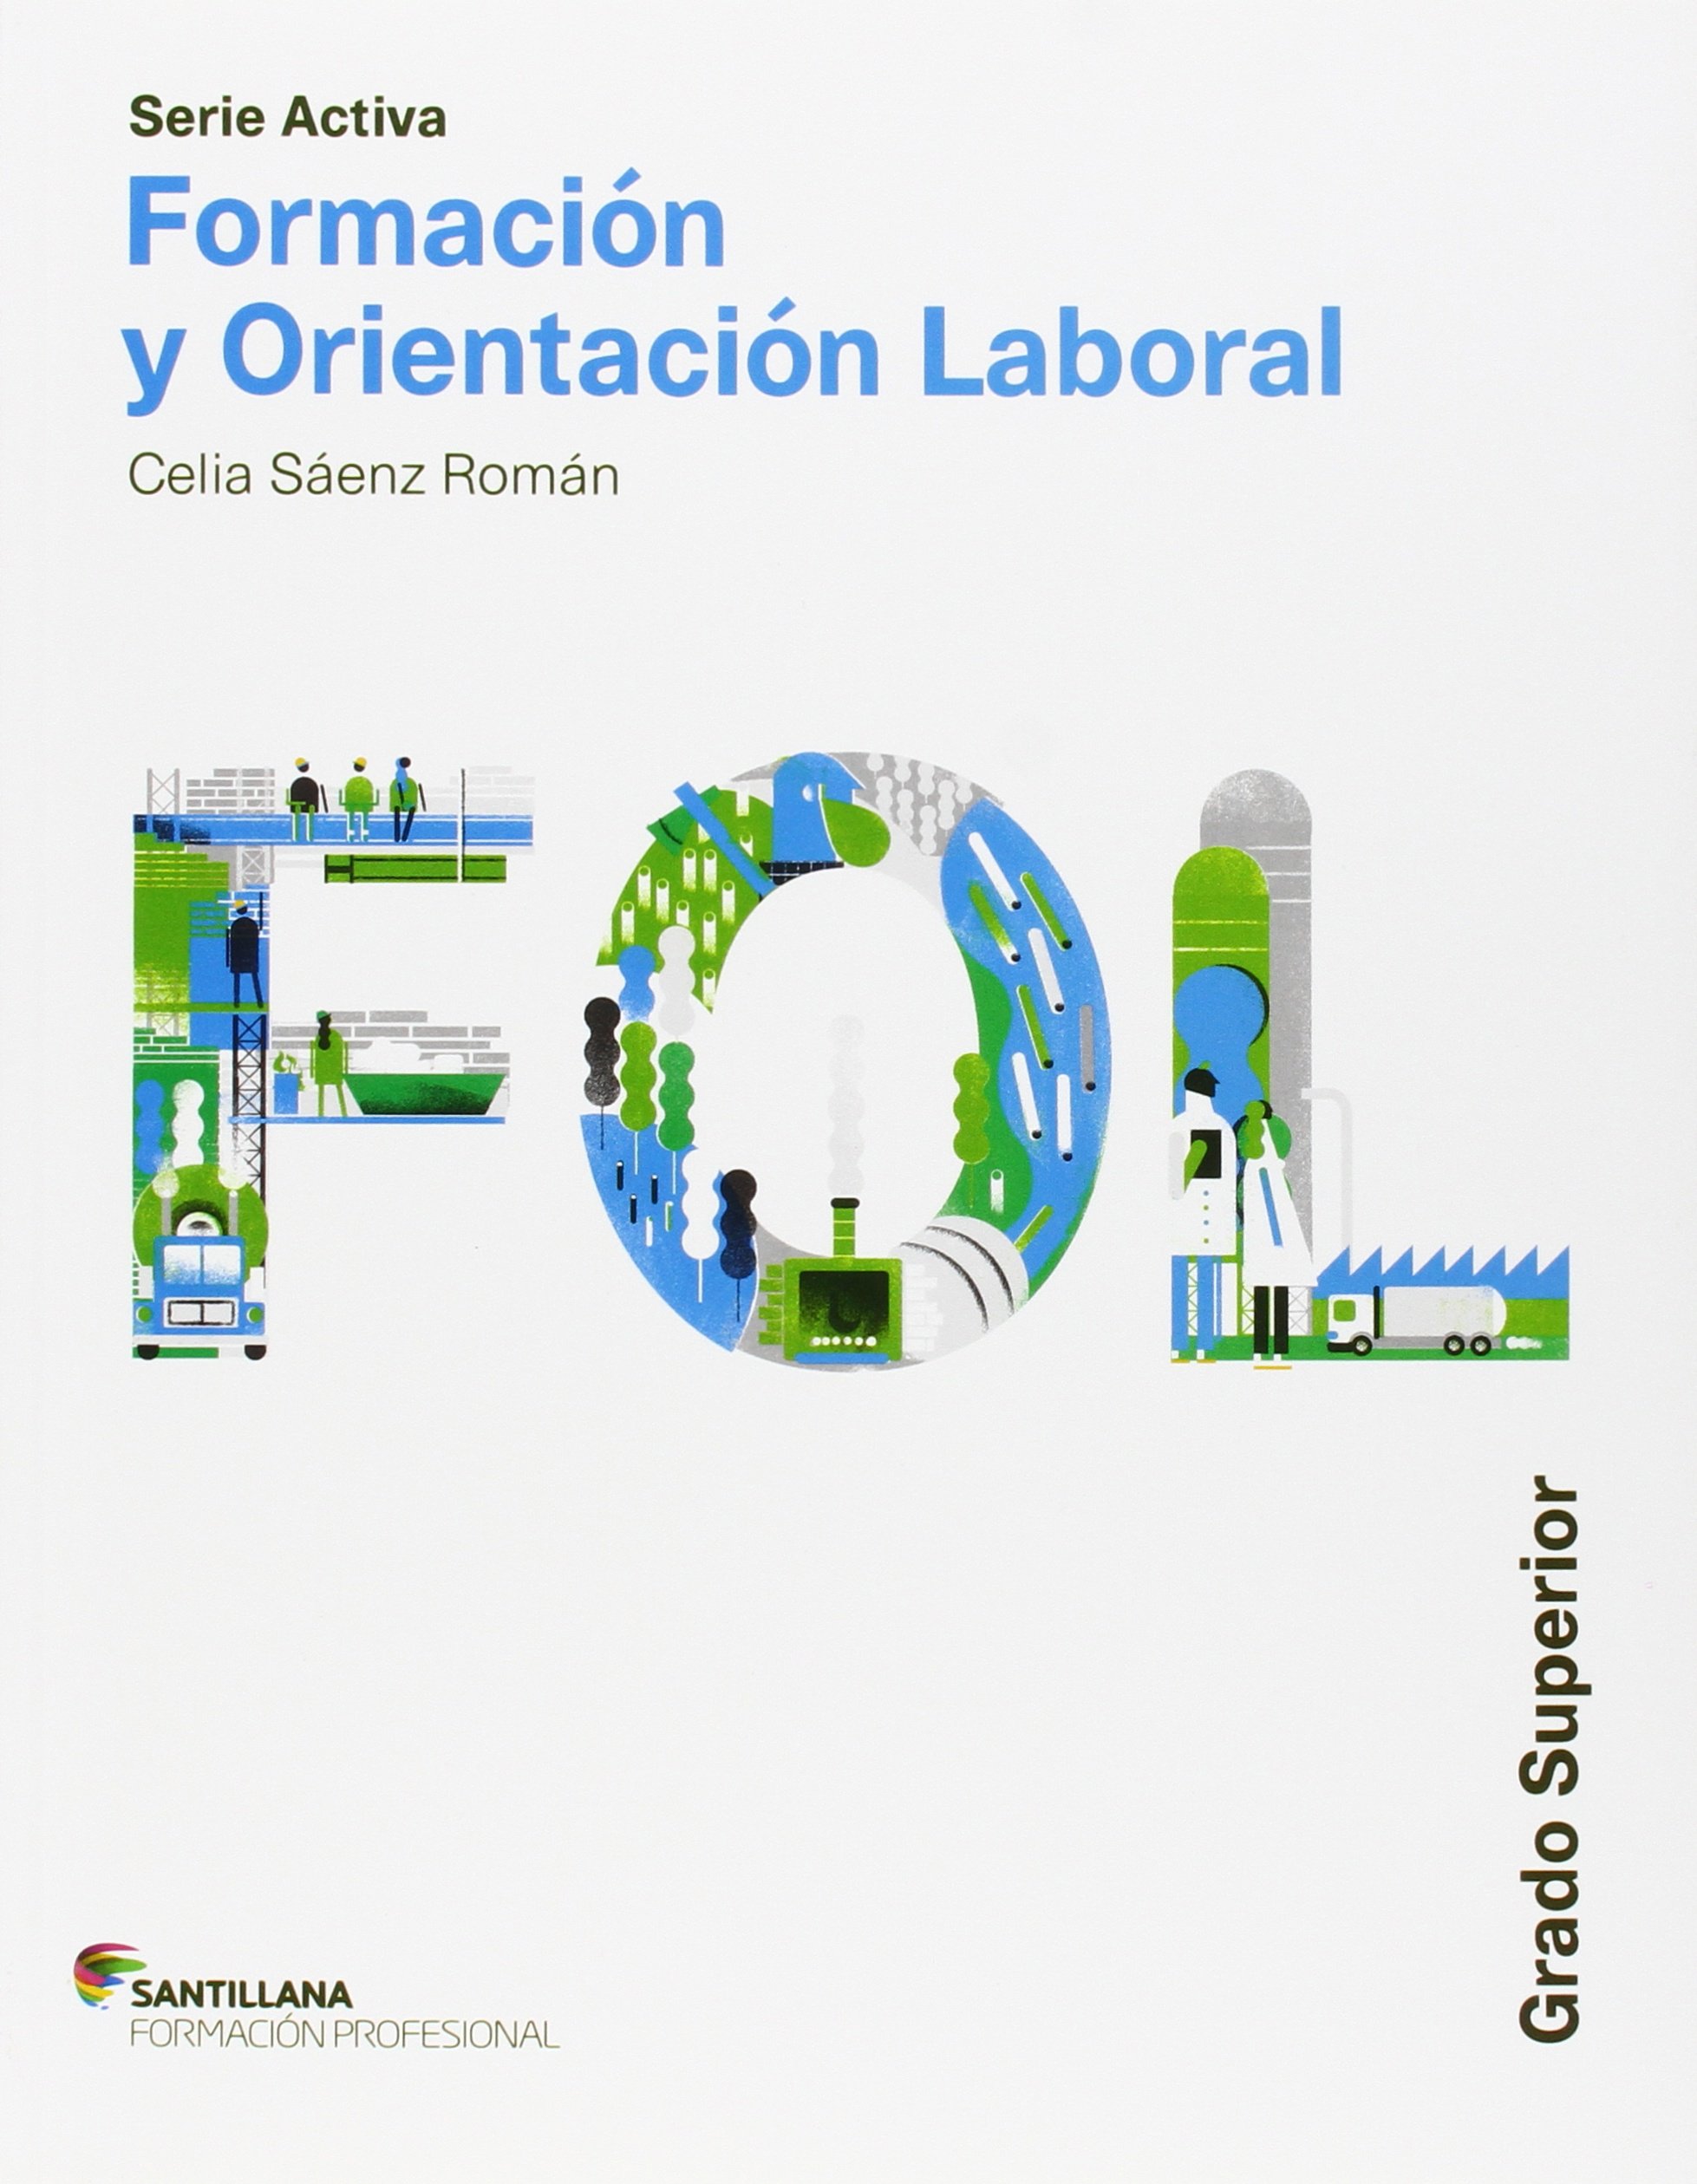 Serie Activa
Formación
y Orientación Laboral
Celia Sáenz Román
FOL
Grado Superior
SANTILLANA
FORMACIÓN PROFESIONAL